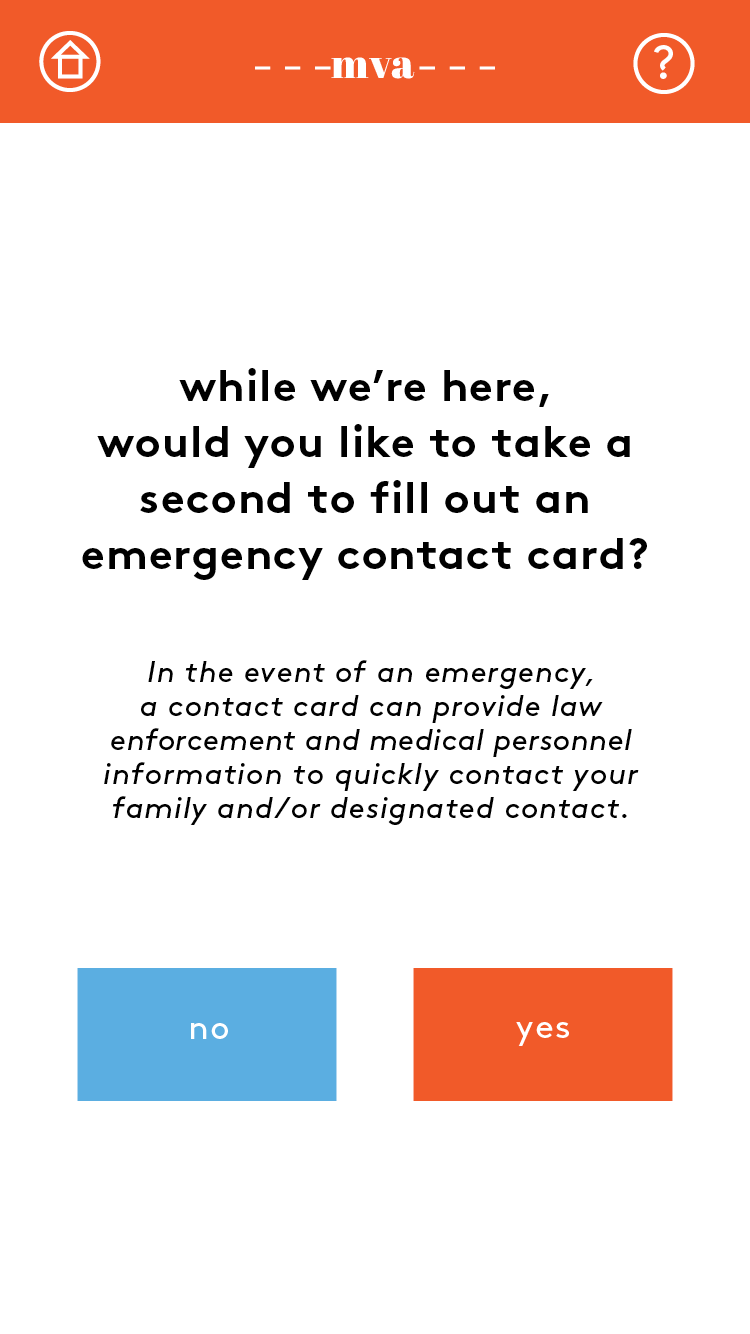 - - -mva- - -
?
while we’re here,
would you like to take a
second to fill out an
emergency contact card?
In the event of an emergency,
a contact card can provide law
enforcement and medical personnel
information to quickly contact your
family and/or designated contact.
no
yes